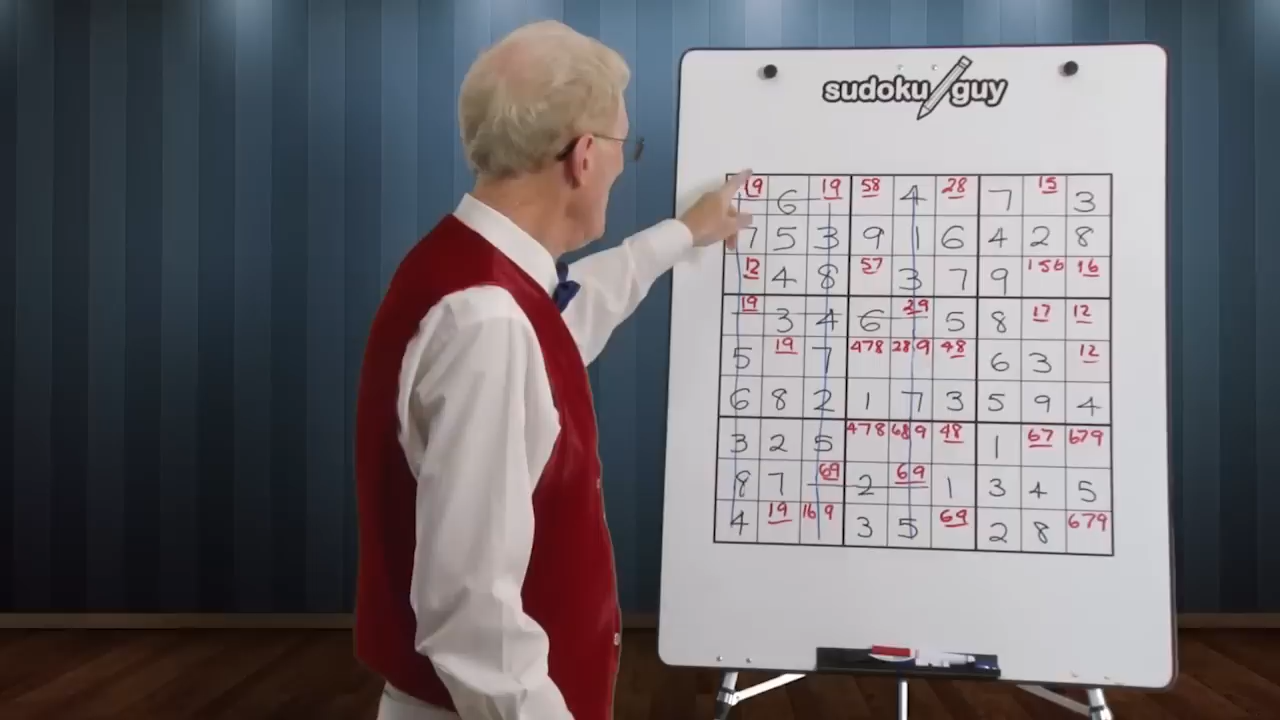 sudoku guy
19 6 19 58 4 28 7 15 3
7 5 3 9 1 6 4 2 8
12 4 8 57 3 7 9 156 16
19 3 4 6 29 5 8 17 12
5 19 7 478 289 48 6 3 12
6 8 2 1 7 3 5 9 4
3 2 5 478 689 48 1 67 679
8 7 69 2 69 1 3 4 5
4 19 169 3 5 69 2 8 679